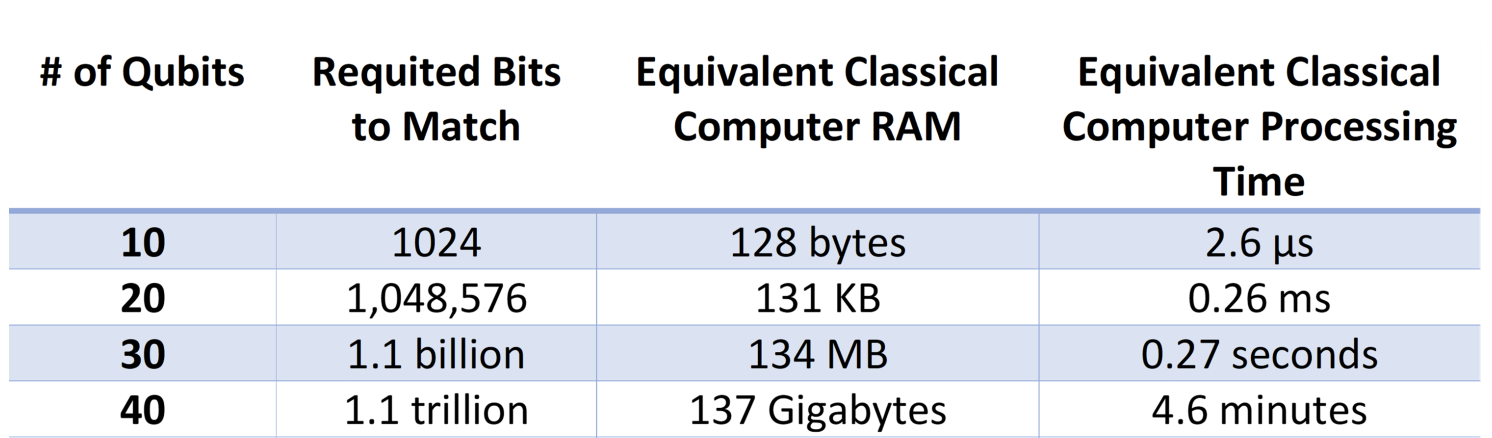 # of Qubits
Requited Bits
to Match
Equivalent Classical
Computer RAM
Equivalent Classical
Computer Processing
Time
10 1024 128 bytes 2.6 µs
20 1,048,576 131 KB 0.26 ms
30 1.1 billion 134 MB 0.27 seconds
40 1.1 trillion 137 Gigabytes 4.6 minutes